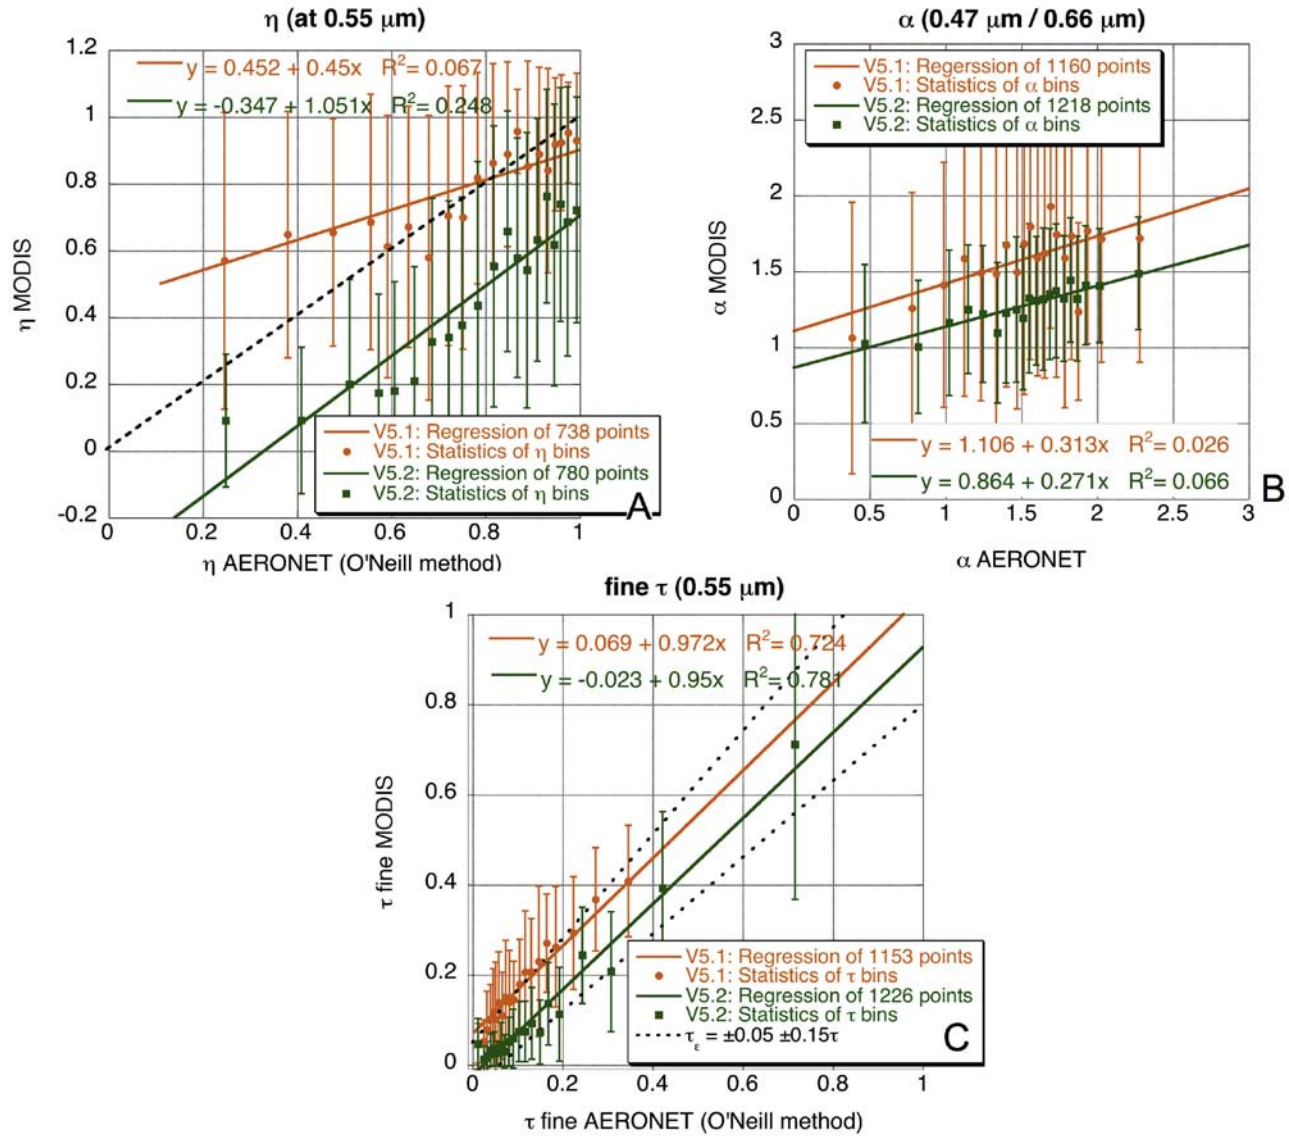 η (at 0.55 μm)
1.2
1
0.8
0.6
0.4
0.2
0
-0.2
y = 0.452 + 0.45x R²= 0.067
y = -0.347 + 1.051x R²= 0.248
V5.1: Regression of 738 points
V5.1: Statistics of η bins
V5.2: Regression of 780 points
V5.2: Statistics of η bins
A
0 0.2 0.4 0.6 0.8 1
η MODIS
η AERONET (O'Neill method)
α (0.47 μm / 0.66 μm)
3
2.5
2
1.5
1
0.5
0
V5.1: Regerssion of 1160 points
V5.1: Statistics of α bins
V5.2: Regression of 1218 points
V5.2: Statistics of α bins
y = 1.106 + 0.313x R²= 0.026
y = 0.864 + 0.271x R²= 0.066
B
0 0.5 1 1.5 2 2.5 3
α MODIS
α AERONET
fine τ (0.55 μm)
1
0.8
0.6
0.4
0.2
0
y = 0.069 + 0.972x R²= 0.724
y = -0.023 + 0.95x R²= 0.781
V5.1: Regression of 1153 points
V5.1: Statistics of τ bins
V5.2: Regression of 1226 points
V5.2: Statistics of τ bins
τε = ±0.05 ±0.15τ
C
0 0.2 0.4 0.6 0.8 1
τ fine MODIS
τ fine AERONET (O'Neill method)